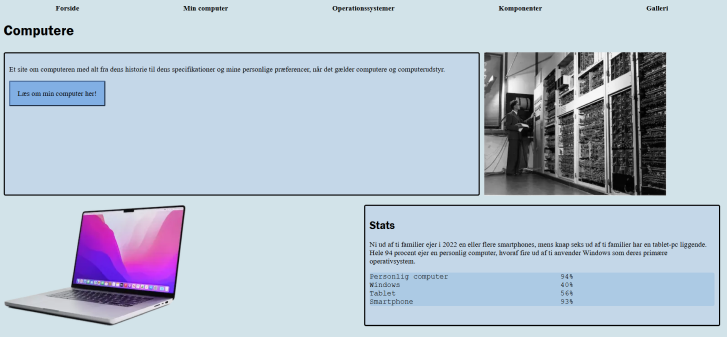 Forside Min computer Operationssystemer Komponenter Galleri
Computere
Et site om computeren med alt fra dens historie til dens specifikationer og mine personlige præferencer, når det gælder computere og computerudstyr.
Læs om min computer her!
Stats
Ni ud af ti familier ejer i 2022 en eller flere smartphones, mens knap seks ud af ti familier har en tablet-pc liggende.
Hele 94 procent ejer en personlig computer, hvoraf fire ud af ti anvender Windows som deres primære
operativsystem.
Personlig computer 94%
Windows 40%
Tablet 56%
Smartphone 93%